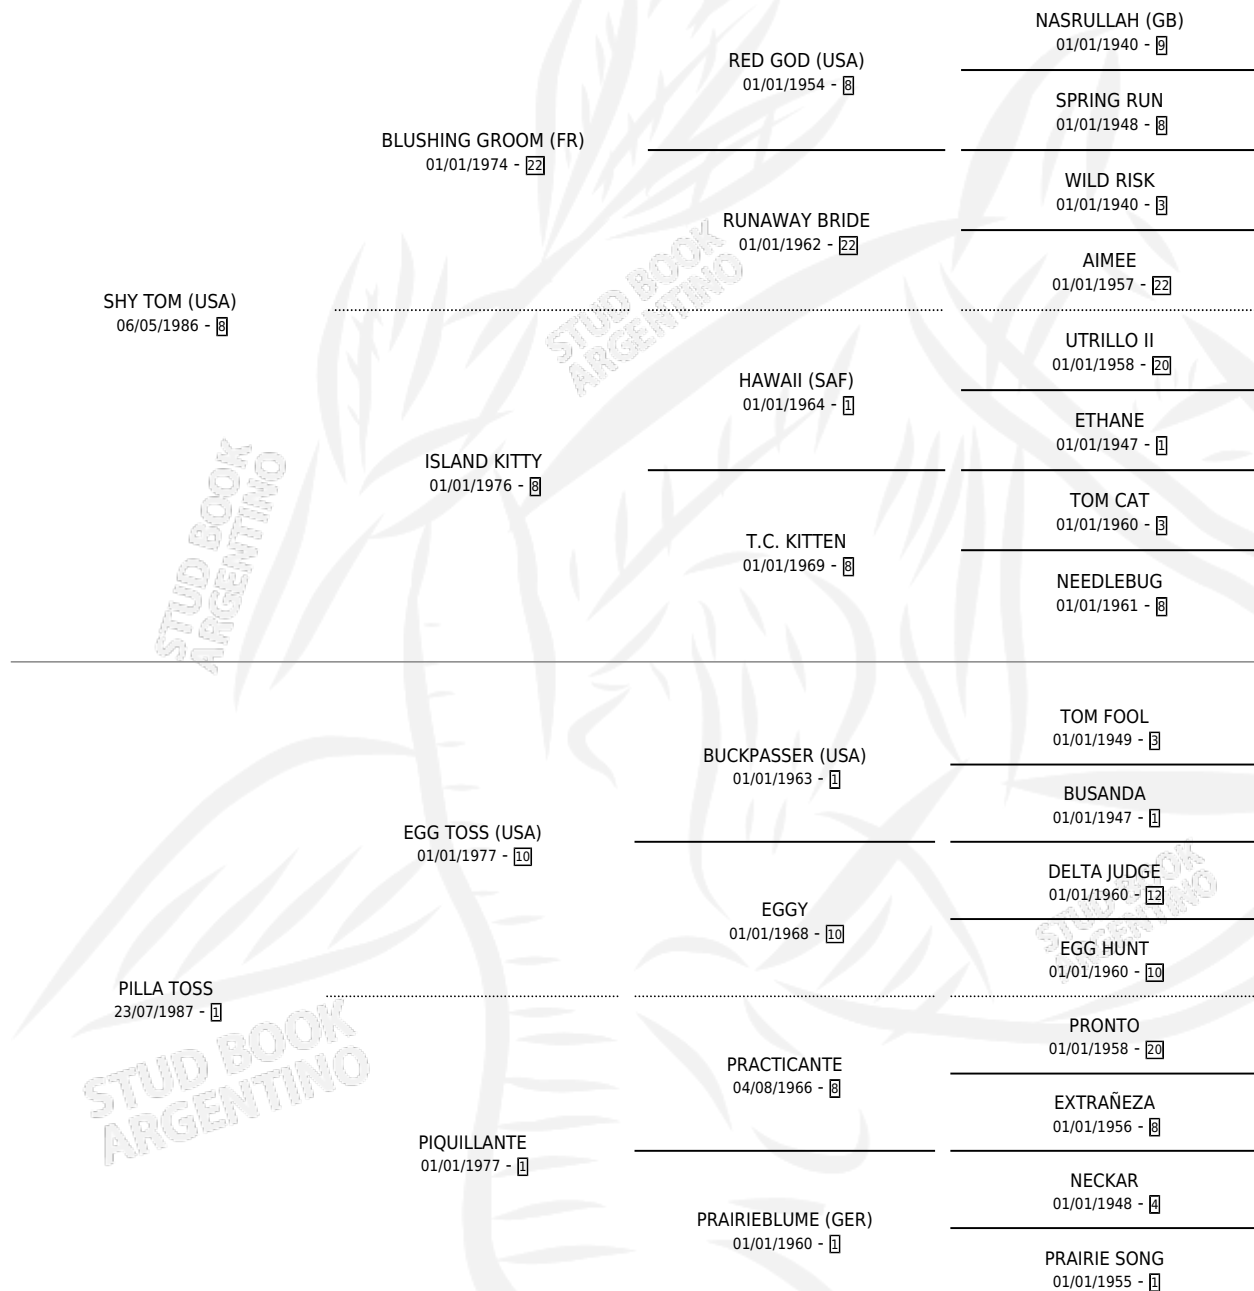 NASRULLAH (GB)
01/01/1940 - 9
RED GOD (USA)
01/01/1954 - 8
SPRING RUN
01/01/1948 - 8
BLUSHING GROOM (FR)
01/01/1974 - 22
WILD RISK
01/01/1940 - 3
RUNAWAY BRIDE
01/01/1962 - 22
AIMEE
01/01/1957 - 22
SHY TOM (USA)
06/05/1986 - 8
UTRILLO II
01/01/1958 - 20
HAWAII (SAF)
01/01/1964 - 1
ETHANE
01/01/1947 - 1
ISLAND KITTY
01/01/1976 - 8
TOM CAT
01/01/1960 - 3
T.C. KITTEN
01/01/1969 - 8
NEEDLEBUG
01/01/1961 - 8
TOM FOOL
01/01/1949 - 3
BUCKPASSER (USA)
01/01/1963 - 1
BUSANDA
01/01/1947 - 1
EGG TOSS (USA)
01/01/1977 - 10
DELTA JUDGE
01/01/1960 - 12
EGGY
01/01/1968 - 10
EGG HUNT
01/01/1960 - 10
PILLA TOSS
23/07/1987 - 1
PRONTO
01/01/1958 - 20
PRACTICANTE
04/08/1966 - 8
EXTRAÑEZA
01/01/1956 - 8
PIQUILLANTE
01/01/1977 - 1
NECKAR
01/01/1948 - 4
PRAIRIEBLUME (GER)
01/01/1960 - 1
PRAIRIE SONG
01/01/1955 - 1
STUD BOOK
ARGENTINO
STUD BOOK
ARGENTINO
STUD BOOK
ARGENTINO
STUD BOOK
ARGENTINO